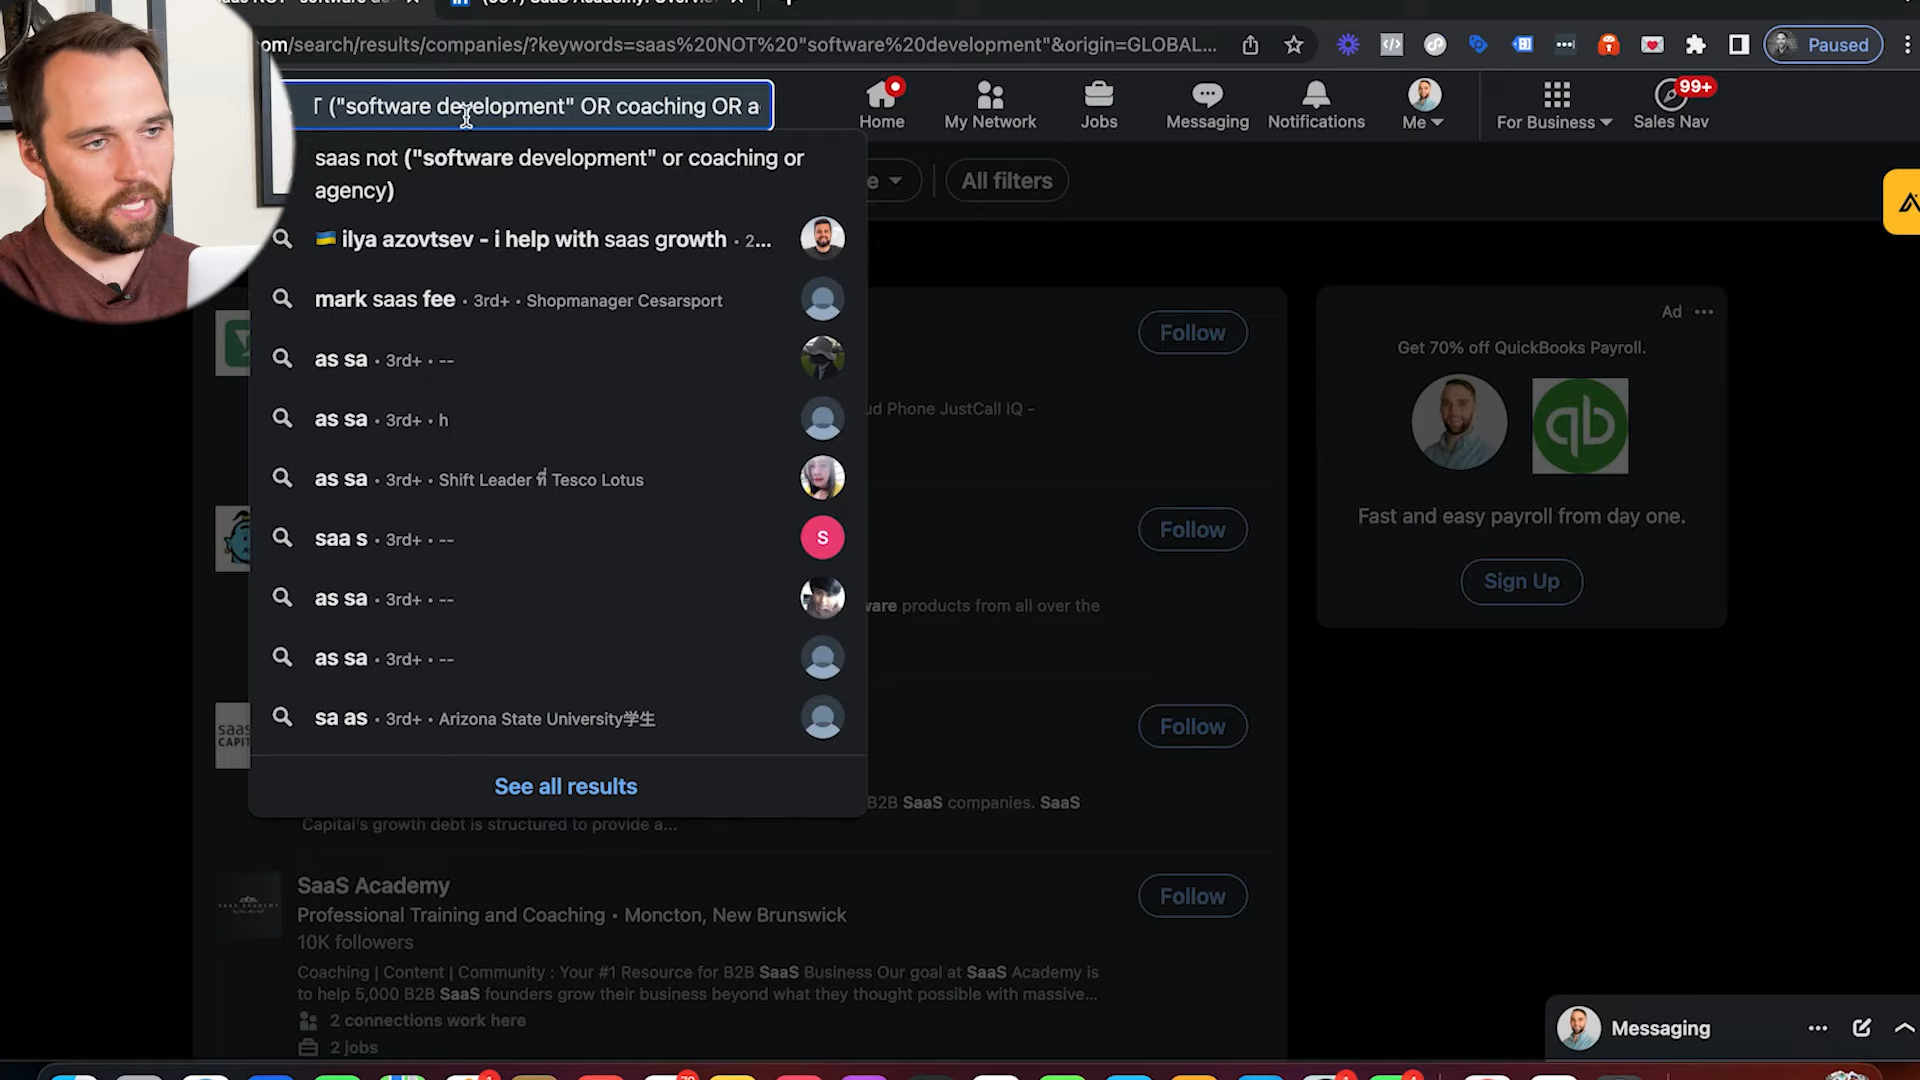 om/search/results/companies/?keywords=saas%20NOT%20"software%20development"&origin=GLOBAL...
Paused
("software development" OR coaching OR a
Home
My Network
Jobs
Messaging
Notifications
Me
For Business
99+
Sales Nav
saas not ("software development" or coaching or
agency)
All filters
ilya azovtsev - i help with saas growth • 2...
mark saas fee • 3rd+ • Shopmanager Cesarsport
as sa • 3rd+ • --
as sa • 3rd+ • h
as sa • 3rd+ • Shift Leader ที่ Tesco Lotus
saa s • 3rd+ • --
S
as sa • 3rd+ • --
as sa • 3rd+ • --
sa as • 3rd+ • Arizona State University学生
See all results
Follow
ud Phone JustCall IQ -
Follow
ware products from all over the
Follow
B2B SaaS companies. SaaS
Capital's growth debt is structured to provide a...
SaaS Academy
Professional Training and Coaching • Moncton, New Brunswick
10K followers
Coaching | Content | Community : Your #1 Resource for B2B SaaS Business Our goal at SaaS Academy is
to help 5,000 B2B SaaS founders grow their business beyond what they thought possible with massive...
2 connections work here
2 jobs
Follow
Ad
Get 70% off QuickBooks Payroll.
qb
Fast and easy payroll from day one.
Sign Up
Messaging